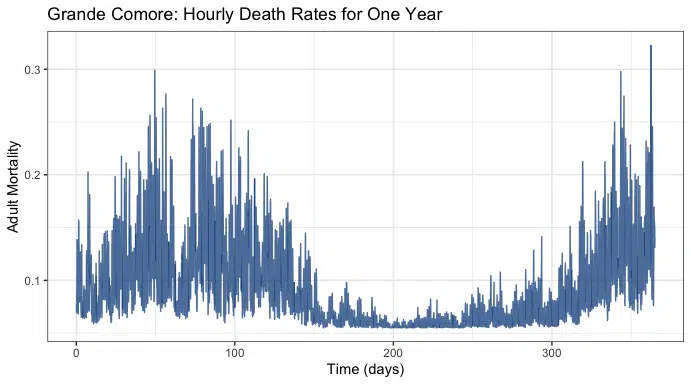 Grande Comore: Hourly Death Rates for One Year
Adult Mortality
0.3
0.2
0.1
0 100 200 300
Time (days)